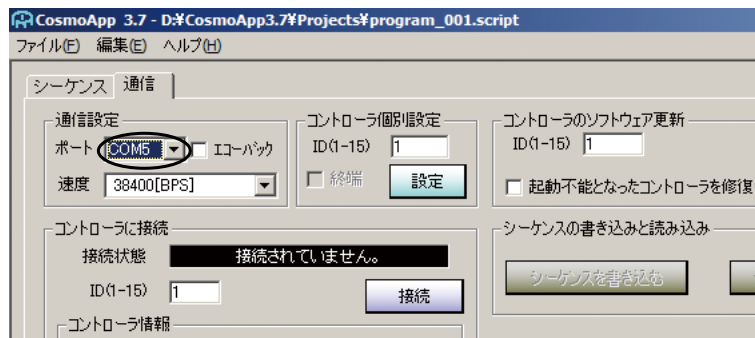 CosmoApp 3.7 - D:¥CosmoApp3.7¥Projects¥program_001.script
ファイル(F) 編集(E) ヘルプ(H)
シーケンス 通信
通信設定
ポート COM5 エコーバック
速度 38400[BPS]
コントローラ個別設定
ID(1-15) 1
終端 設定
コントローラのソフトウェア更新
ID(1-15) 1
起動不能となったコントローラを修復
コントローラに接続
接続状態 接続されていません。
ID(1-15) 1
接続
コントローラ情報
シーケンスの書き込みと読み込み
シーケンスを書き込む